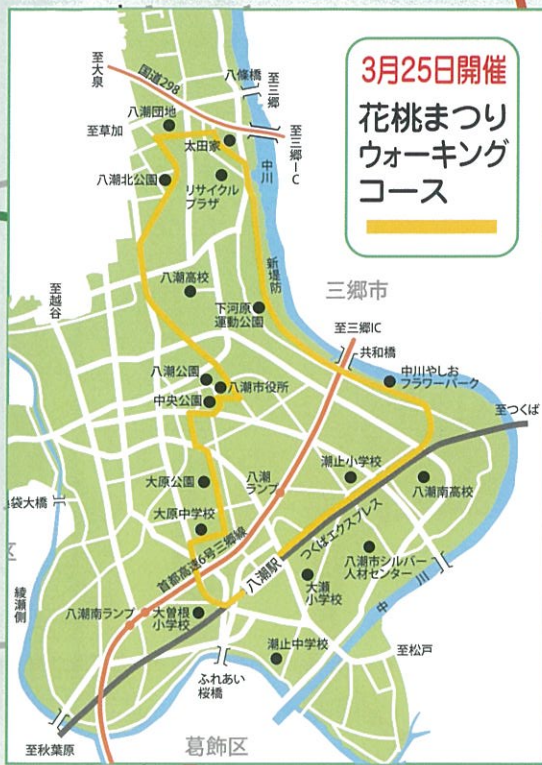 3月25日開催
花桃まつり
ウォーキング
コース
至大泉
国道298
八條橋
至三郷
八潮団地
至草加
太田家
至三郷IC
中川
八潮北公園
リサイクル
プラザ
新堤防
八潮高校
至越谷
下河原
運動公園
三郷市
至三郷IC
共和橋
八潮公園
八潮市役所
中央公園
中川やしお
フラワーパーク
至つくば
潮止小学校
八潮
ランプ
大原公園
八潮南高校
袋大橋
大原中学校
つくばエクスプレス
首都高速6号三郷線
八潮駅
八潮市シルバー
人材センター
大瀬
小学校
中川
綾瀬側
八潮南ランプ
大曽根
小学校
潮止中学校
至松戸
ふれあい
桜橋
至秋葉原
葛飾区
区